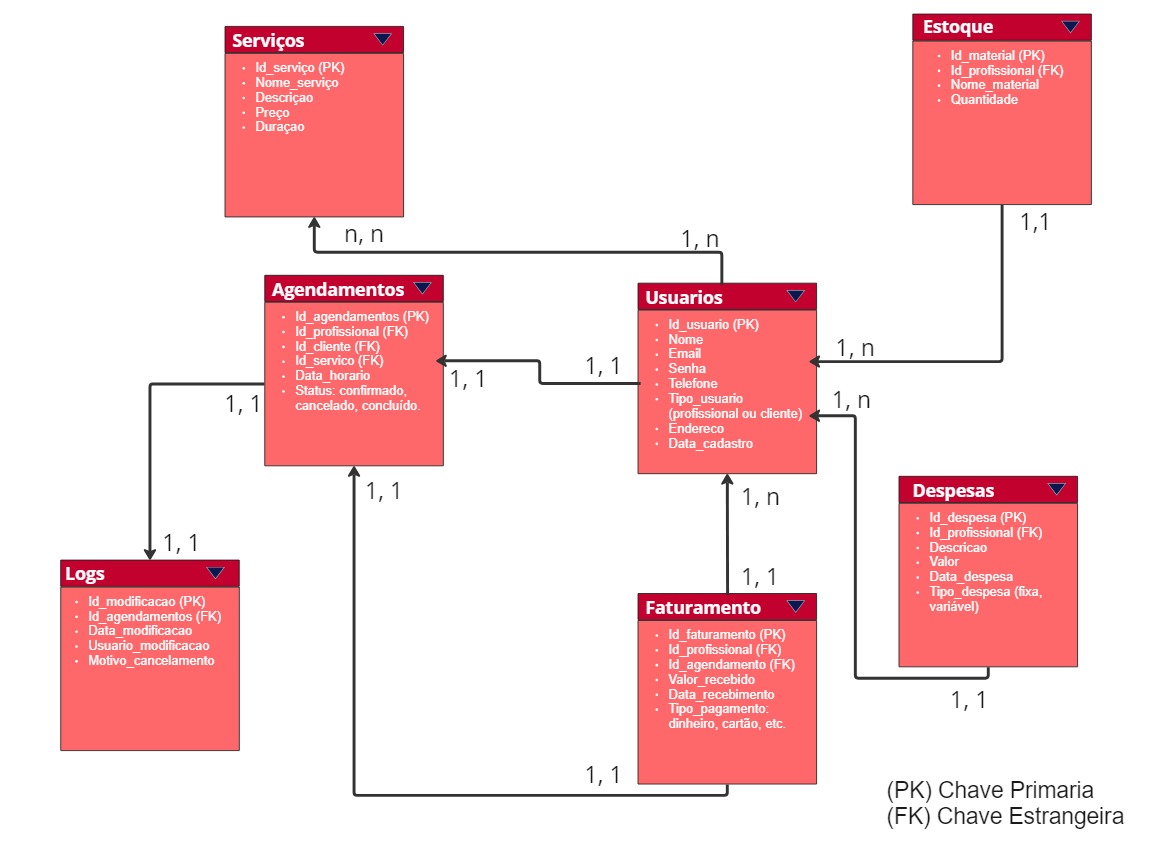 Serviços
Id_serviço (PK)
Nome_serviço
Descriçao
Preço
Duraçao
Estoque
Id_material (PK)
Id_profissional (FK)
Nome_material
Quantidade
n, n
1, n
1,1
Agendamentos
Id_agendamentos (PK)
Id_profissional (FK)
Id_cliente (FK)
Id_servico (FK)
Data_horario
Status: confirmado,
cancelado, concluído.
Usuarios
Id_usuario (PK)
Nome
Email
Senha
Telefone
Tipo_usuario
(profissional ou cliente)
Endereco
Data_cadastro
1, n
1, 1
1, 1
1, n
1, 1
1, 1
1, n
Despesas
Id_despesa (PK)
Id_profissional (FK)
Descricao
Valor
Data_despesa
Tipo_despesa (fixa,
variável)
1, 1
1, 1
Logs
Id_modificacao (PK)
Id_agendamentos (FK)
Data_modificacao
Usuario_modificacao
Motivo_cancelamento
Faturamento
Id_faturamento (PK)
Id_profissional (FK)
Id_agendamento (FK)
Valor_recebido
Data_recebimento
Tipo_pagamento:
dinheiro, cartão, etc.
1, 1
1, 1
(PK) Chave Primaria
(FK) Chave Estrangeira